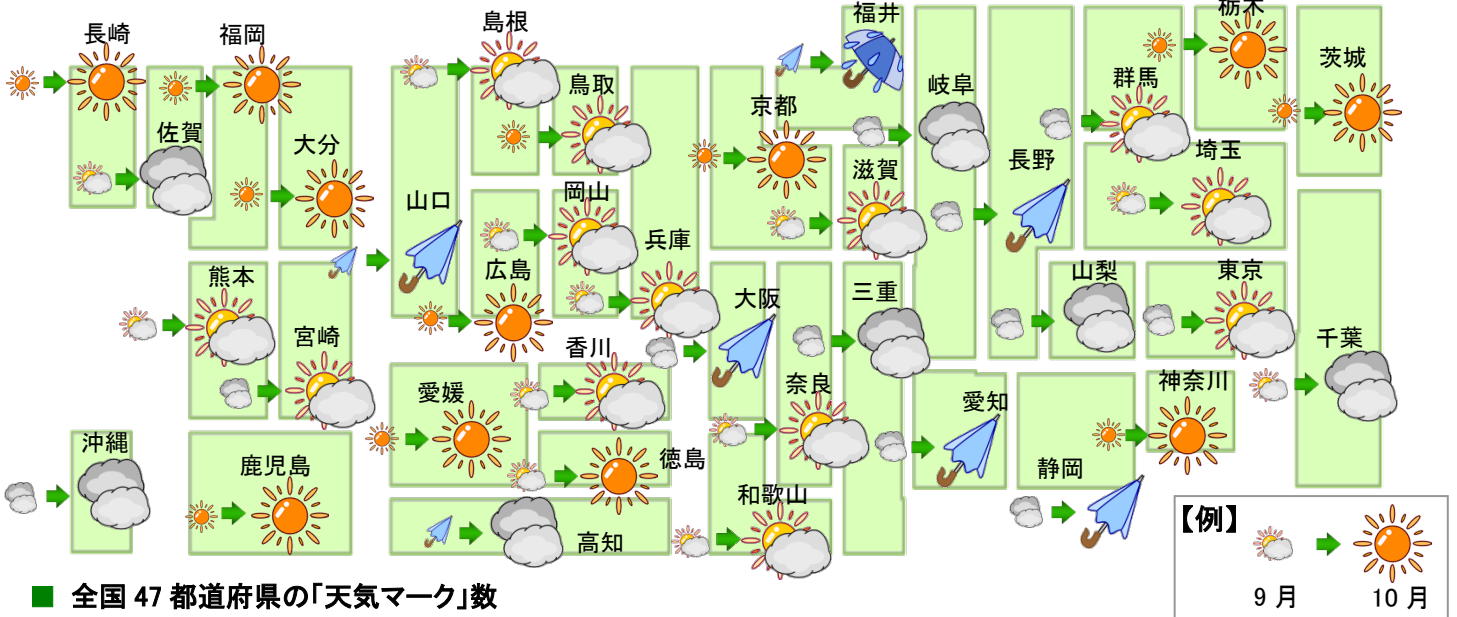 長崎
福岡
島根
福井
栃木
佐賀
大分
鳥取
京都
岐阜
群馬
茨城
山口
岡山
滋賀
長野
埼玉
熊本
広島
兵庫
大阪
三重
山梨
東京
宮崎
香川
千葉
愛媛
奈良
愛知
神奈川
沖縄
鹿児島
徳島
静岡
高知
和歌山
【例】
9月 10月
■ 全国 47 都道府県の「天気マーク」数